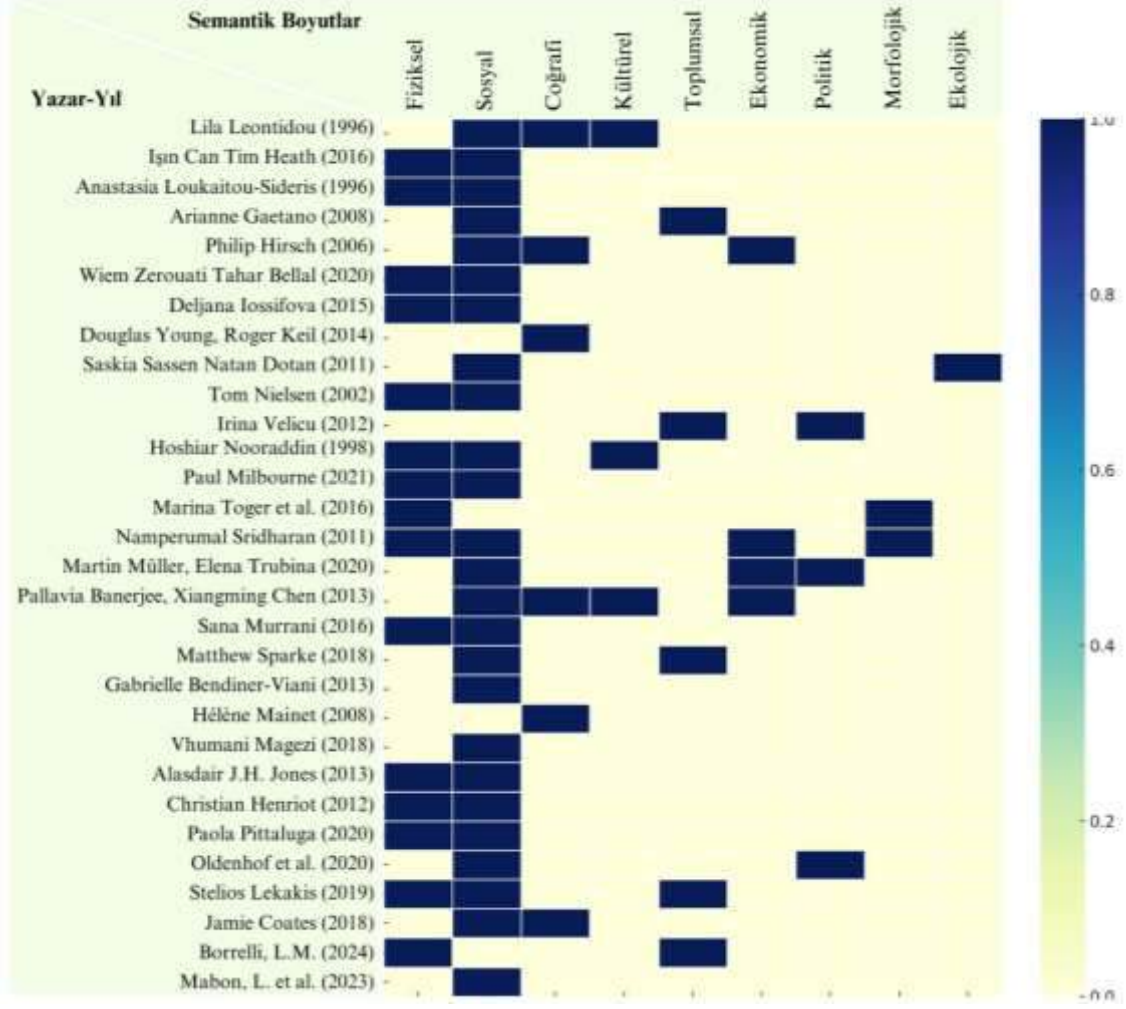 Semantik Boyutlar
Yazar-Yıl
Fiziksel
Sosyal
Coğrafi
Kültürel
Toplumsal
Ekonomik
Politik
Morfolojik
Ekolojik
Lila Leontidou (1996)
Işın Can Tim Heath (2016)
Anastasia Loukaitou-Sideris (1996)
Arianne Gaetano (2008)
Philip Hirsch (2006)
Wiem Zerouati Tahar Bellal (2020)
Deljana Iossifova (2015)
Douglas Young, Roger Keil (2014)
Saskia Sassen Natan Dotan (2011)
Tom Nielsen (2002)
Irina Velicu (2012)
Hoshiar Nooraddin (1998)
Paul Milbourne (2021)
Marina Toger et al. (2016)
Namperumal Sridharan (2011)
Martin Müller, Elena Trubina (2020)
Pallavia Banerjee, Xiangming Chen (2013)
Sana Murrani (2016)
Matthew Sparke (2018)
Gabrielle Bendiner-Viani (2013)
Hélène Mainet (2008)
Vhumani Magezi (2018)
Alasdair J.H. Jones (2013)
Christian Henriot (2012)
Paola Pittaluga (2020)
Oldenhof et al. (2020)
Stelios Lekakis (2019)
Jamie Coates (2018)
Borrelli, L.M. (2024)
Mabon, L. et al. (2023)
1.0
0.8
0.6
0.4
0.2
0.0